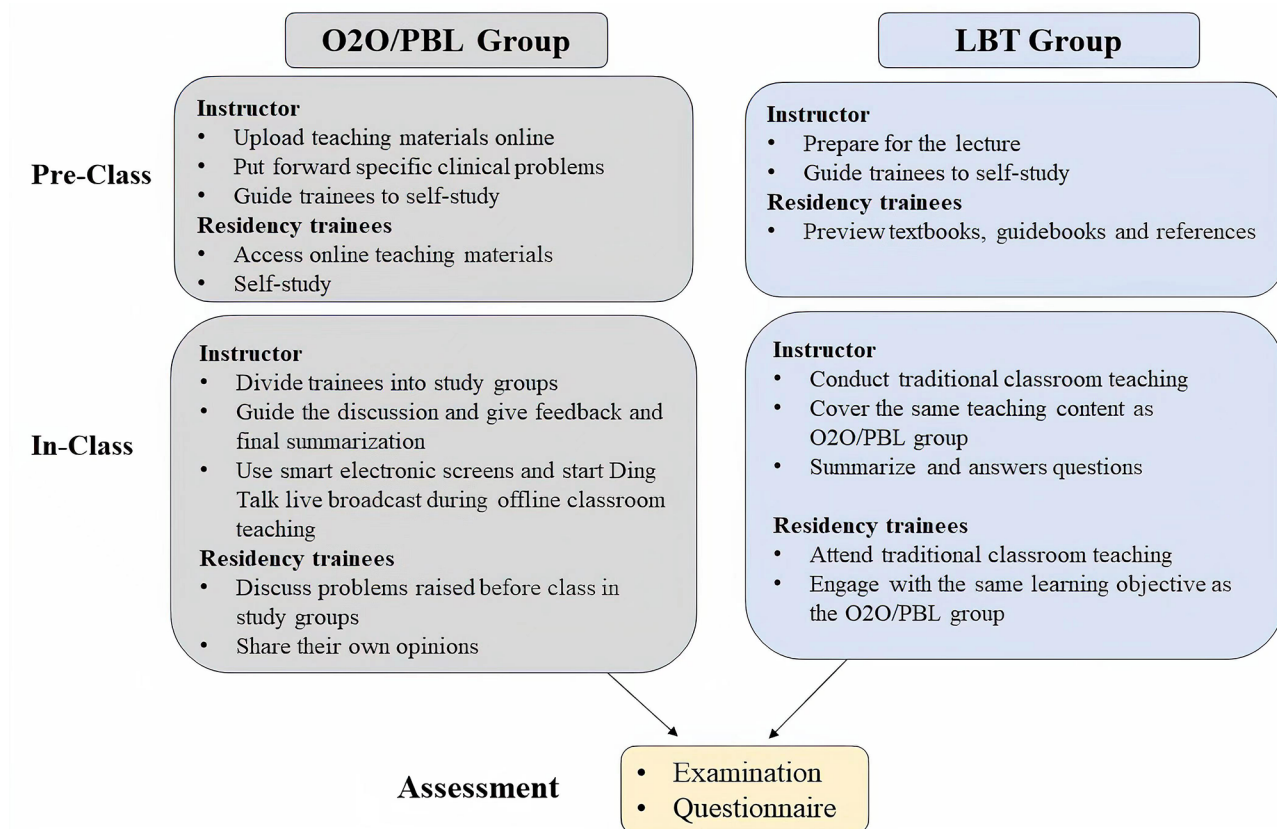 O2O/PBL Group
LBT Group
Pre-Class
Instructor
• Upload teaching materials online
• Put forward specific clinical problems
• Guide trainees to self-study
Residency trainees
• Access online teaching materials
• Self-study
Instructor
• Prepare for the lecture
• Guide trainees to self-study
Residency trainees
• Preview textbooks, guidebooks and references
In-Class
Instructor
• Divide trainees into study groups
• Guide the discussion and give feedback and
final summarization
• Use smart electronic screens and start Ding
Talk live broadcast during offline classroom
teaching
Residency trainees
• Discuss problems raised before class in
study groups
• Share their own opinions
Instructor
• Conduct traditional classroom teaching
• Cover the same teaching content as
O2O/PBL group
• Summarize and answers questions
Residency trainees
• Attend traditional classroom teaching
• Engage with the same learning objective as
the O2O/PBL group
Assessment
• Examination
• Questionnaire